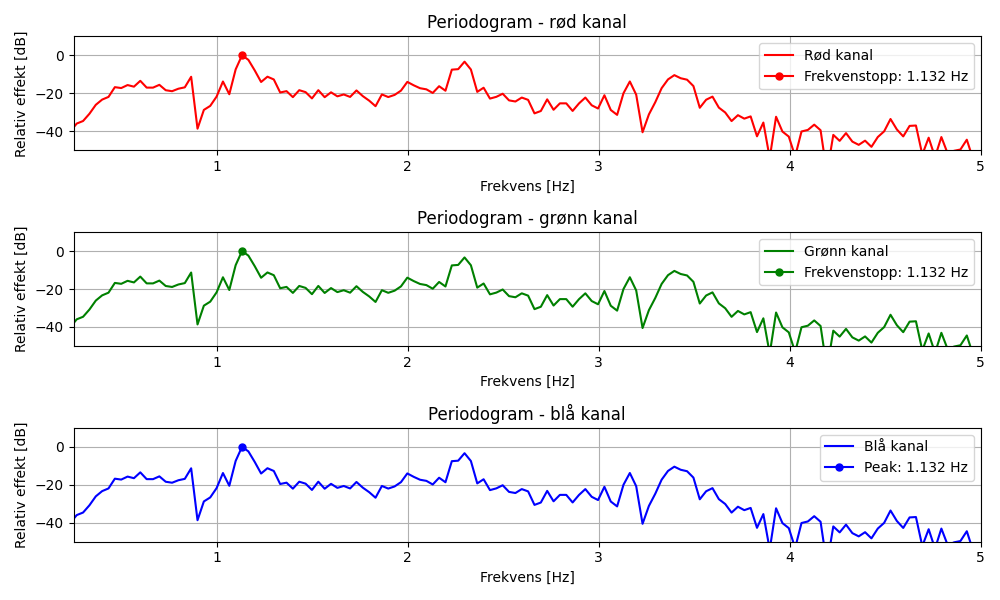 Periodogram - rød kanal
Relativ effekt [dB]
0
−20
−40
Rød kanal
Frekvenstopp: 1.132 Hz
1 2 3 4 5
Frekvens [Hz]
Periodogram - grønn kanal
Relativ effekt [dB]
0
−20
−40
Grønn kanal
Frekvenstopp: 1.132 Hz
1 2 3 4 5
Frekvens [Hz]
Periodogram - blå kanal
Relativ effekt [dB]
0
−20
−40
Blå kanal
Peak: 1.132 Hz
1 2 3 4 5
Frekvens [Hz]